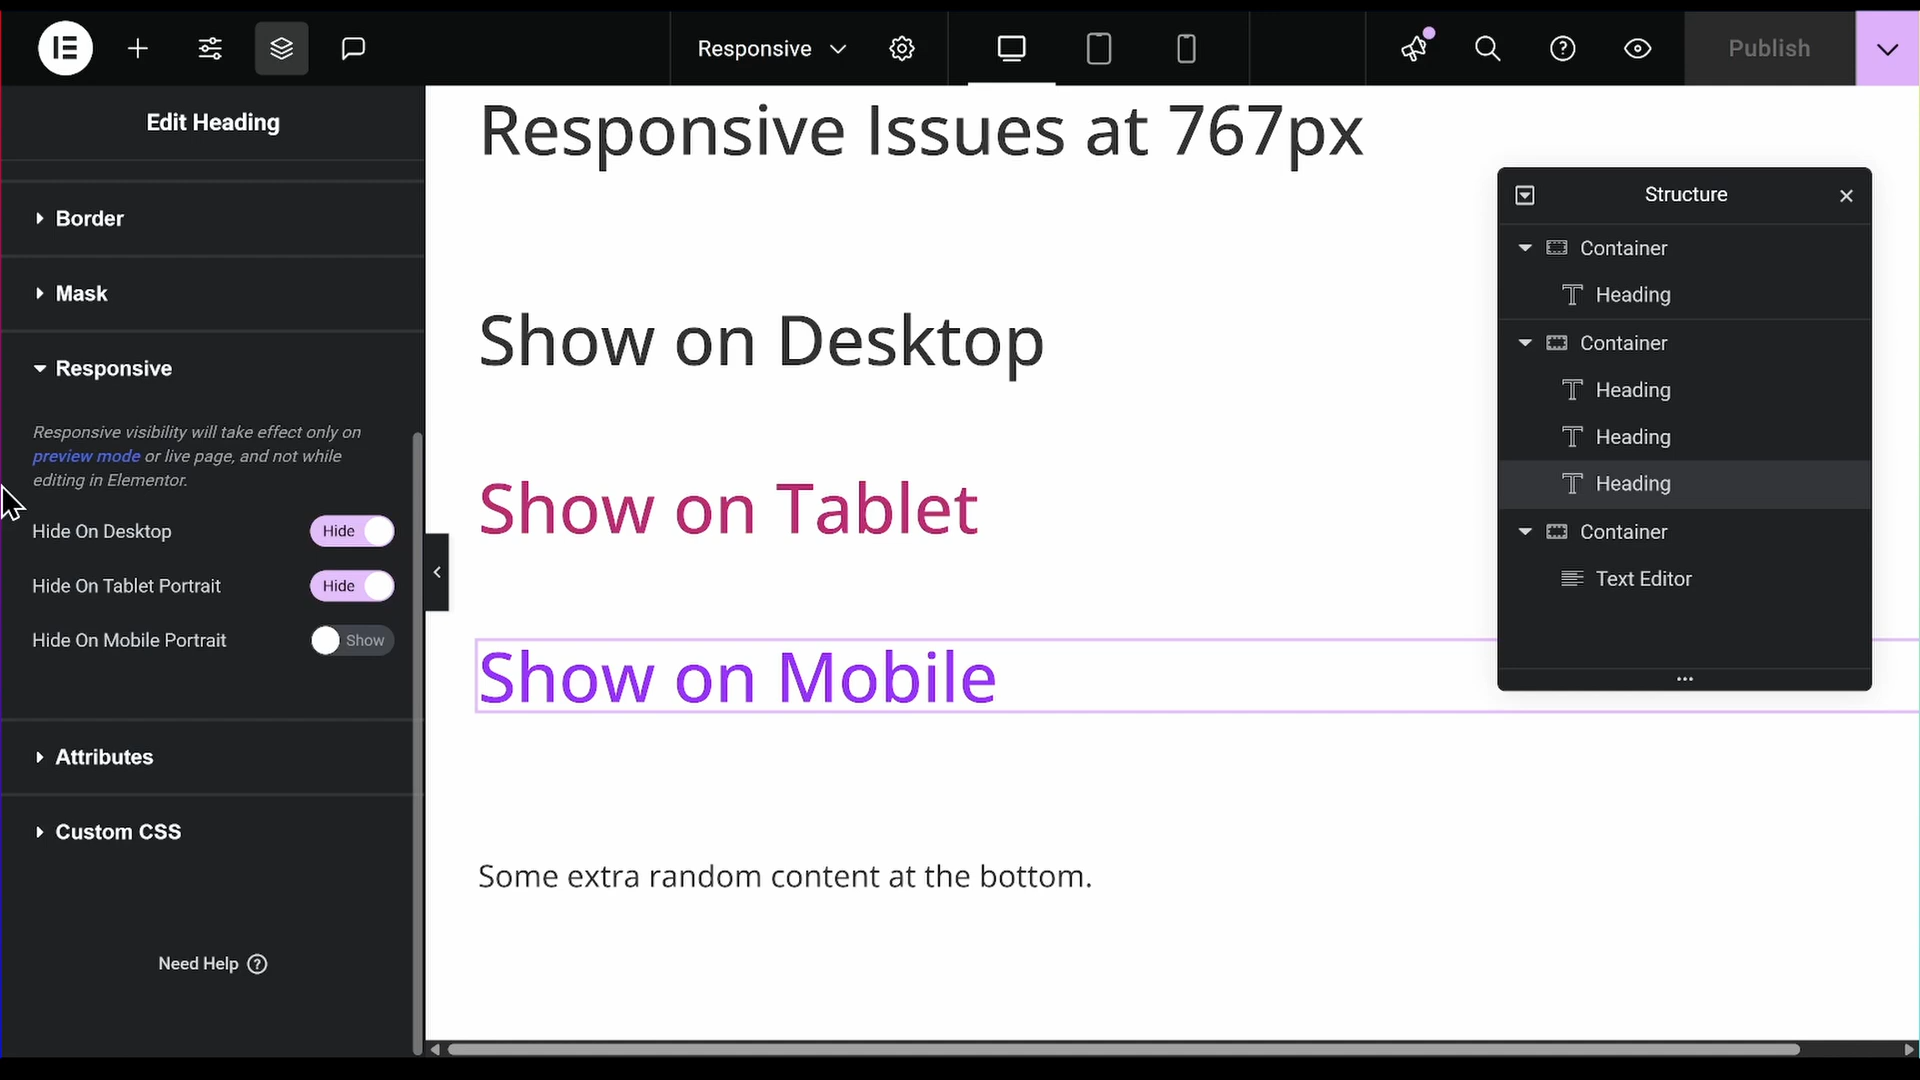 Responsive
Publish
Edit Heading
Border
Mask
Responsive
Responsive visibility will take effect only on
preview mode or live page, and not while
editing in Elementor.
Hide On Desktop Hide
Hide On Tablet Portrait Hide
Hide On Mobile Portrait Show
Attributes
Custom CSS
Need Help
Responsive Issues at 767px
Show on Desktop
Show on Tablet
Show on Mobile
Some extra random content at the bottom.
Structure
Container
Heading
Container
Heading
Heading
Heading
Container
Text Editor